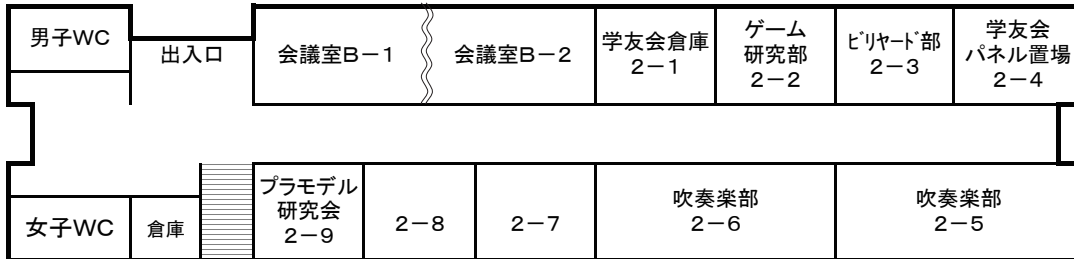 男子WC
出入口
会議室B－1
会議室B－2
学友会倉庫
2－1
ゲーム
研究部
2－2
ﾋﾞﾘﾔｰﾄﾞ部
2－3
学友会
パネル置場
2－4
女子WC
倉庫
プラモデル
研究会
2－9
2－8
2－7
吹奏楽部
2－6
吹奏楽部
2－5